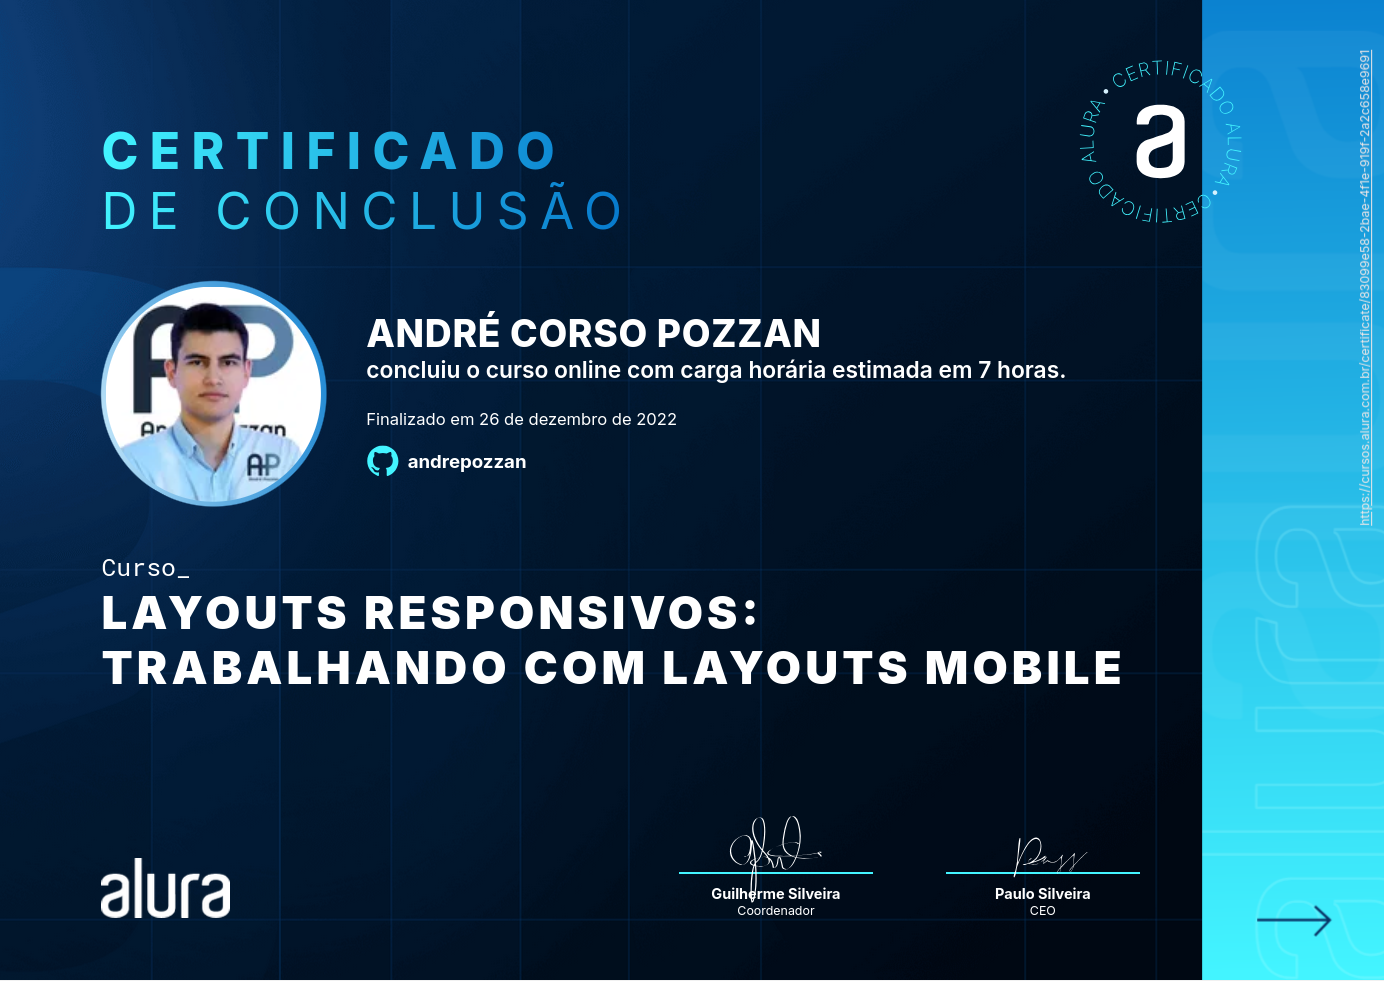 CERTIFICADO
DE CONCLUSÃO
CERTIFICADO ALURA • CERTIFICADO ALURA •
a
https://cursos.alura.com.br/certificate/83099e58-2bae-4f1e-919f-2a2c658e9691
ANDRÉ CORSO POZZAN
concluiu o curso online com carga horária estimada em 7 horas.
Finalizado em 26 de dezembro de 2022
andrepozzan
AP
Curso_
LAYOUTS RESPONSIVOS:
TRABALHANDO COM LAYOUTS MOBILE
alura
Guilherme Silveira
Coordenador
Paulo Silveira
CEO
alura